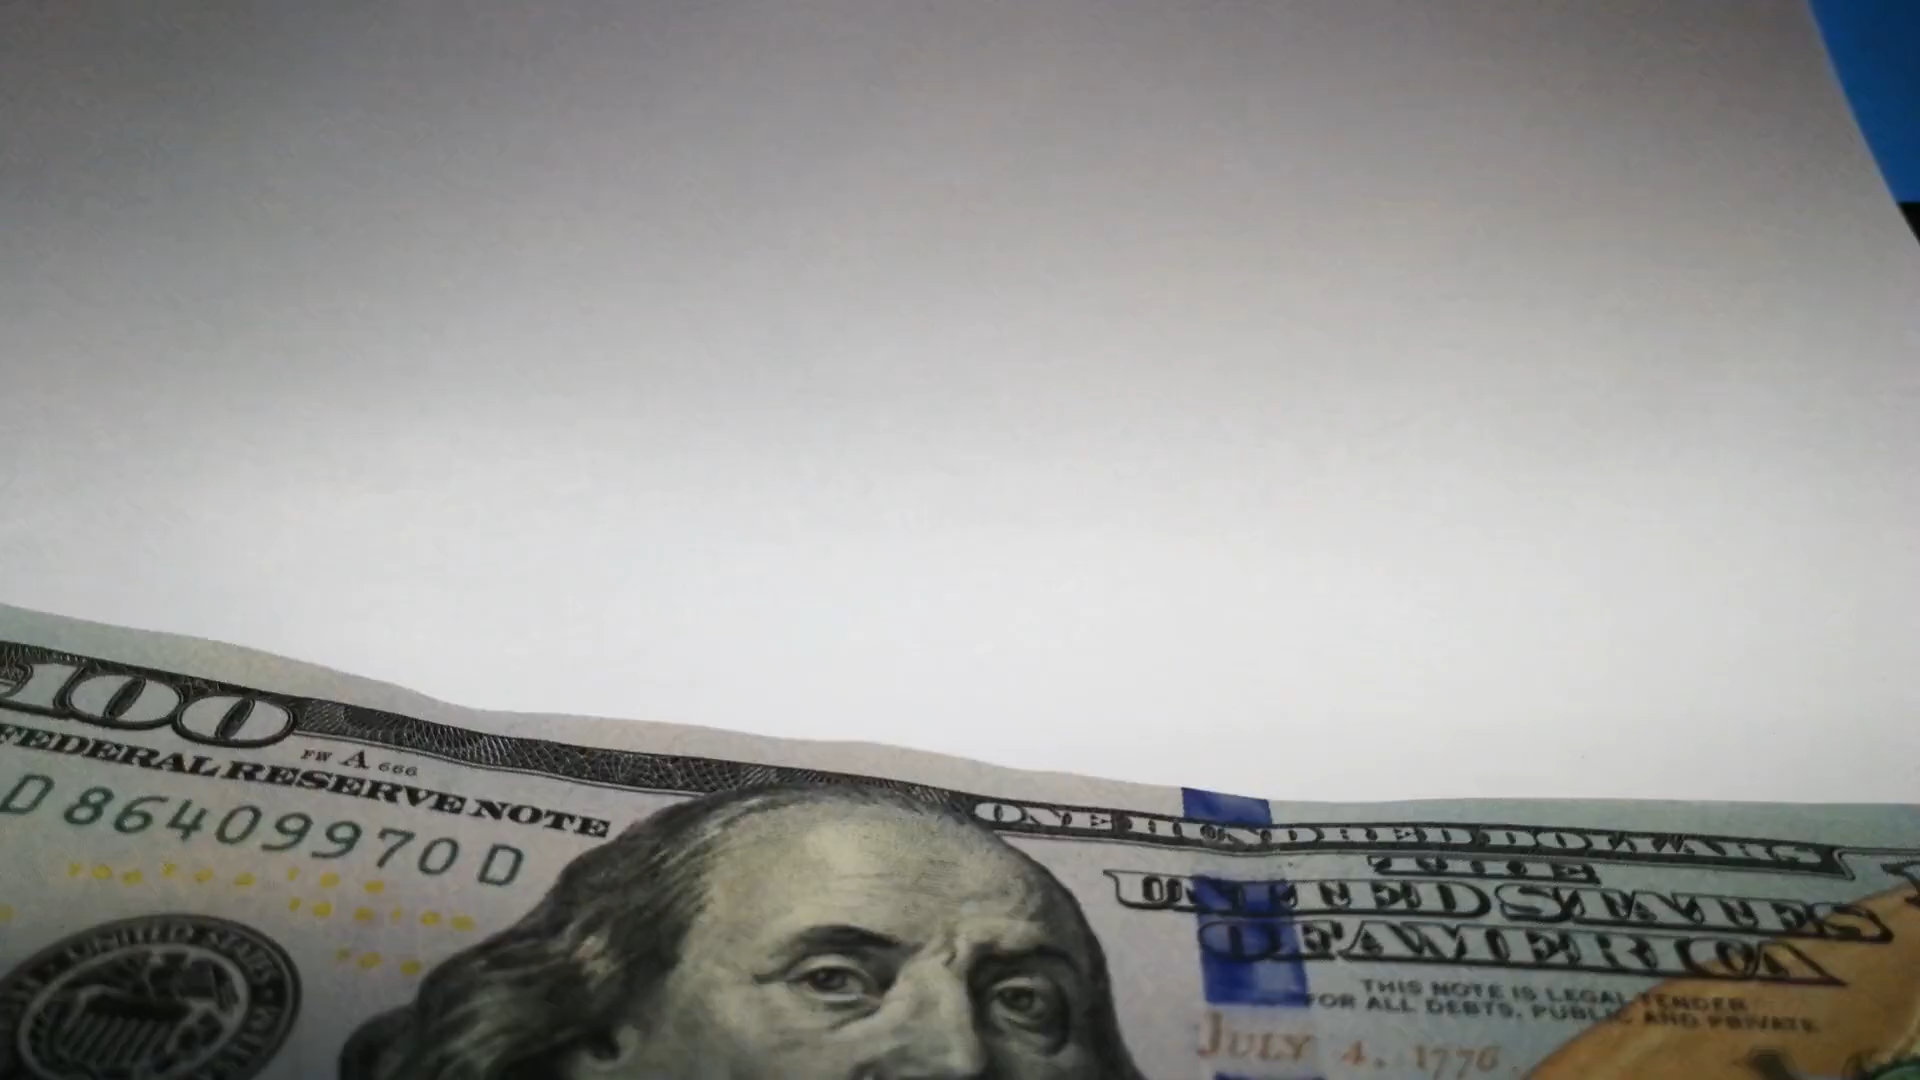 100
FEDERAL RESERVE NOTE
FW A 666
D 86409970 D
ONE HUNDRED DOLLARS
THE
UNITED STATES
OF AMERICA
THIS NOTE IS LEGAL TENDER
FOR ALL DEBTS, PUBLIC AND PRIVATE
JULY 4, 1776